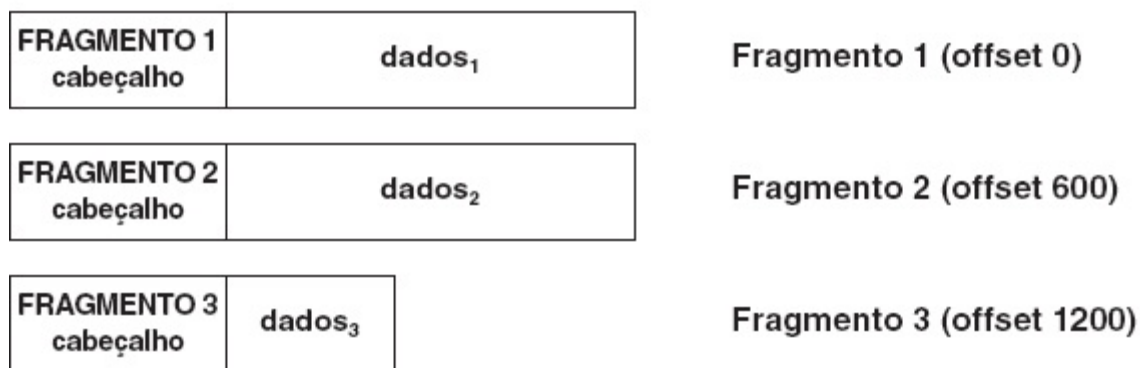 FRAGMENTO 1
cabeçalho
dados₁
Fragmento 1 (offset 0)
FRAGMENTO 2
cabeçalho
dados₂
Fragmento 2 (offset 600)
FRAGMENTO 3
cabeçalho
dados₃
Fragmento 3 (offset 1200)